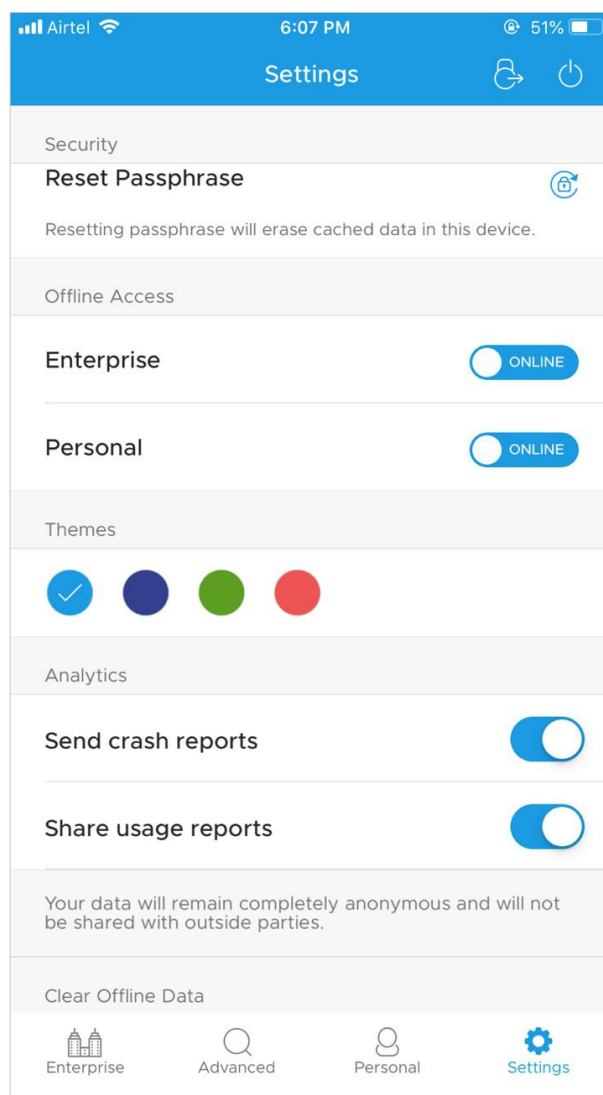 Airtel 6:07 PM 51%
Settings
Security
Reset Passphrase
Resetting passphrase will erase cached data in this device.
Offline Access
Enterprise ONLINE
Personal ONLINE
Themes
Analytics
Send crash reports
Share usage reports
Your data will remain completely anonymous and will not
be shared with outside parties.
Clear Offline Data
Enterprise Advanced Personal Settings